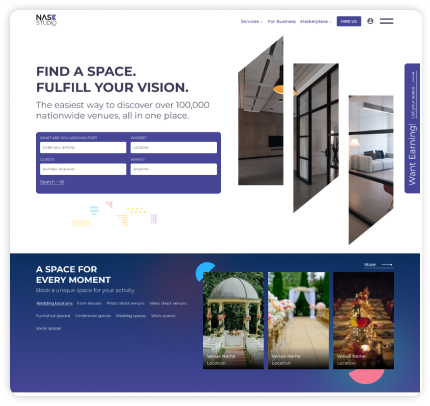 NASK
STUDIO
Services
For Business
Marketplace
HIRE US
FIND A SPACE.
FULFILL YOUR VISION.
The easiest way to discover over 100,000
nationwide venues, all in one place.
WHAT ARE YOU LOOKING FOR?
WHERE?
Enter your activity
Location
GUESTS
WHEN?
Number of guests
Anytime
Search
Want Earning?
List your space
A SPACE FOR
EVERY MOMENT
Book a unique space for your activity
More
Wedding locations
Farm houses
Photo shoot venues
Video shoot venues
Furnished spaced
Conference spaces
Meeting spaces
Work spaces
Social spaces
Venue Name
Location
Venue Name
Location
Venue Name
Location